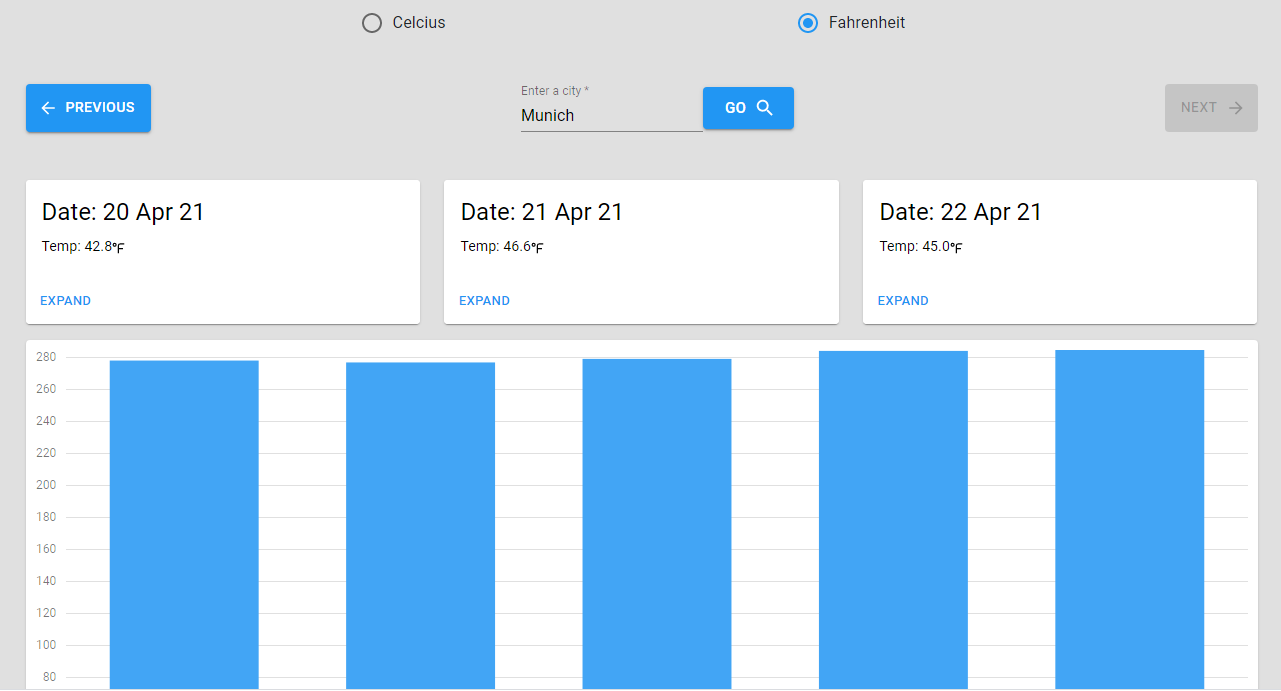 Celcius
Fahrenheit
PREVIOUS
Enter a city *
Munich
GO
NEXT
Date: 20 Apr 21
Temp: 42.8℉
EXPAND
Date: 21 Apr 21
Temp: 46.6℉
EXPAND
Date: 22 Apr 21
Temp: 45.0℉
EXPAND
280
260
240
220
200
180
160
140
120
100
80